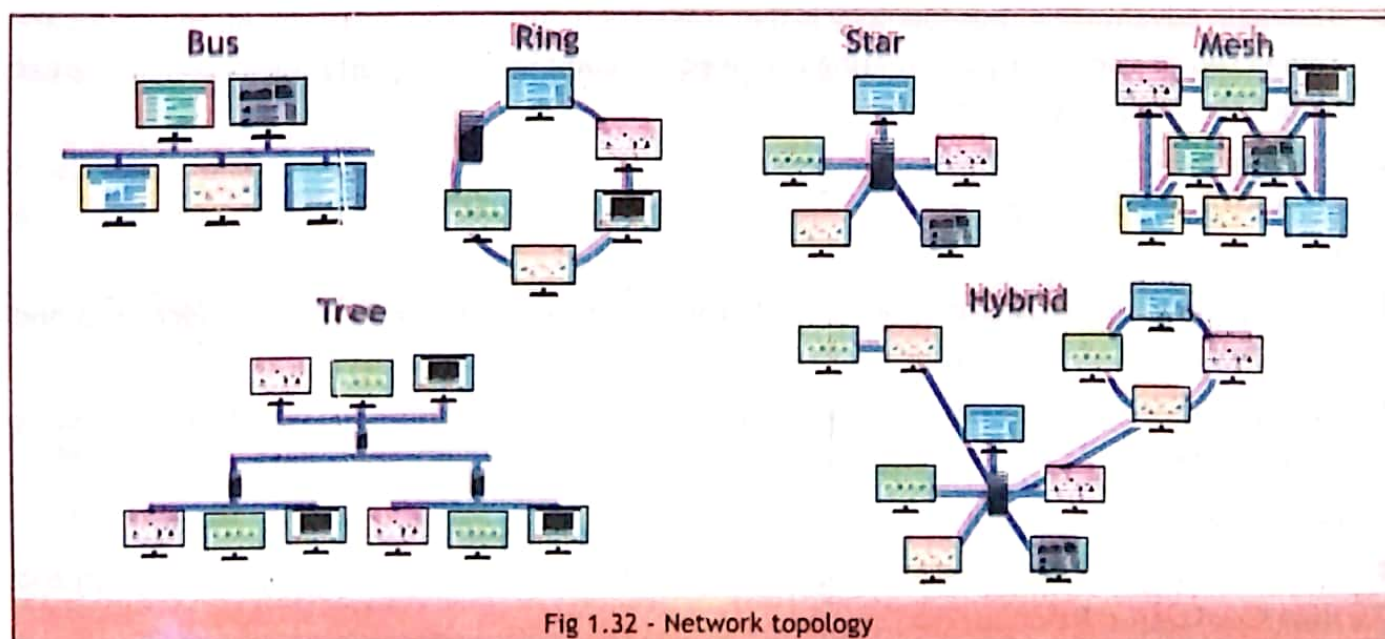 Bus
Ring
Star
Mesh
Tree
Hybrid
Fig 1.32 - Network topology